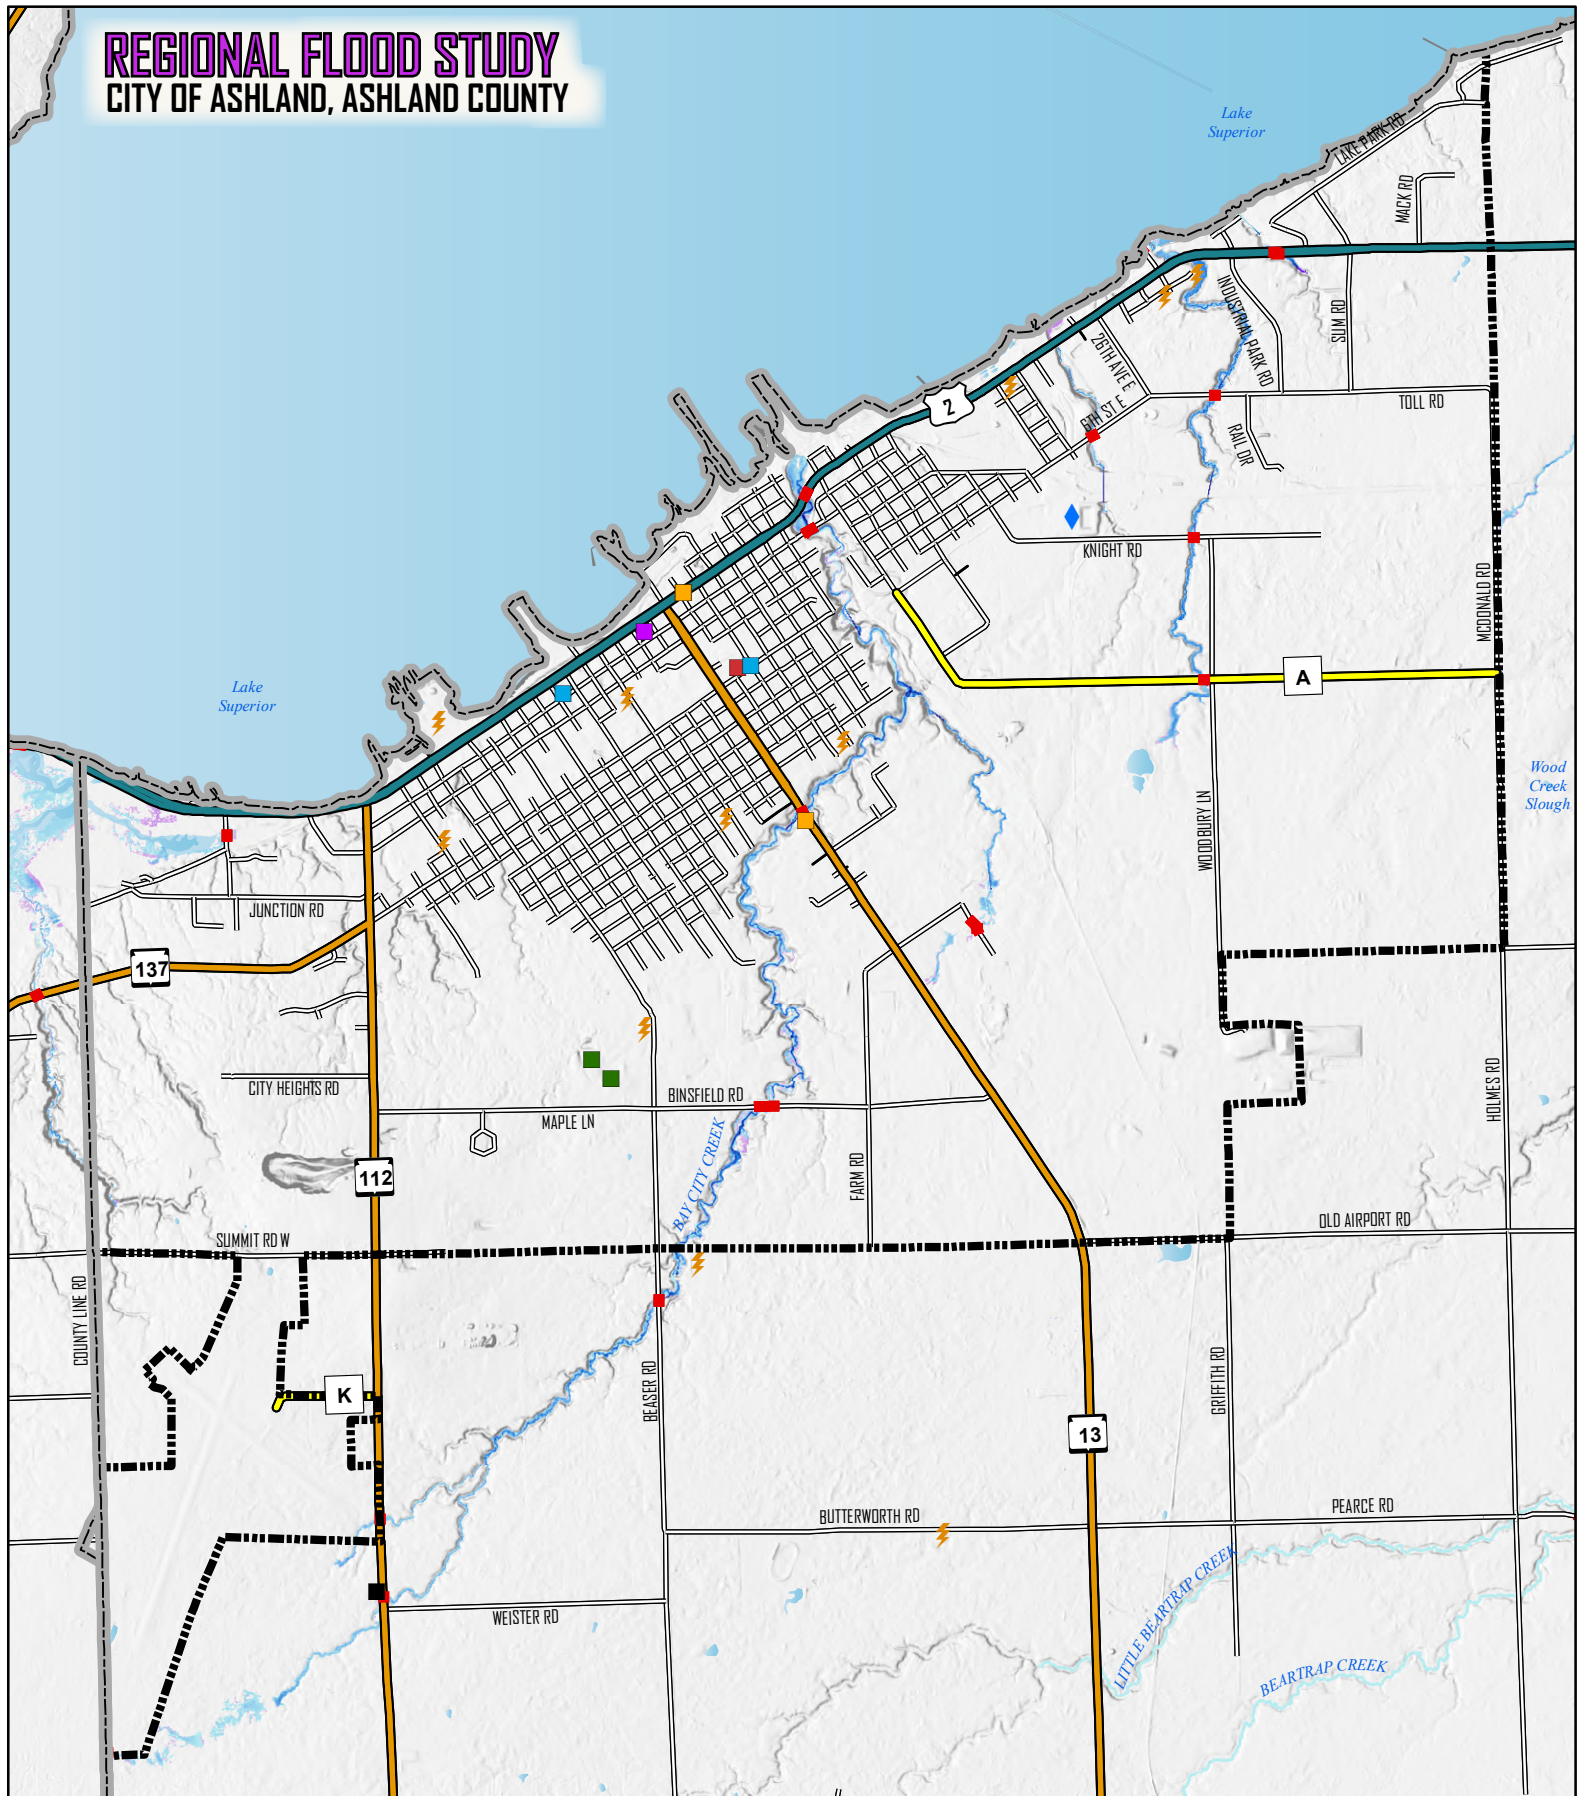 REGIONAL FLOOD STUDY
CITY OF ASHLAND, ASHLAND COUNTY
Lake
Superior
LAKE PARK RD
MACK RD
INDUSTRIAL PARK RD
SUM RD
26TH AVE E
2
TOLL RD
6TH ST E
RAIL DR
KNIGHT RD
MCDONALD RD
A
Lake
Superior
Wood
Creek
Slough
WOODBURY LN
JUNCTION RD
137
CITY HEIGHTS RD
BINSFIELD RD
MAPLE LN
HOLMES RD
BAY CITY CREEK
FARM RD
112
OLD AIRPORT RD
SUMMIT RD W
COUNTY LINE RD
K
BEASER RD
GRIFFITH RD
13
BUTTERWORTH RD
PEARCE RD
LITTLE BEARTRAP CREEK
WEISTER RD
BEARTRAP CREEK